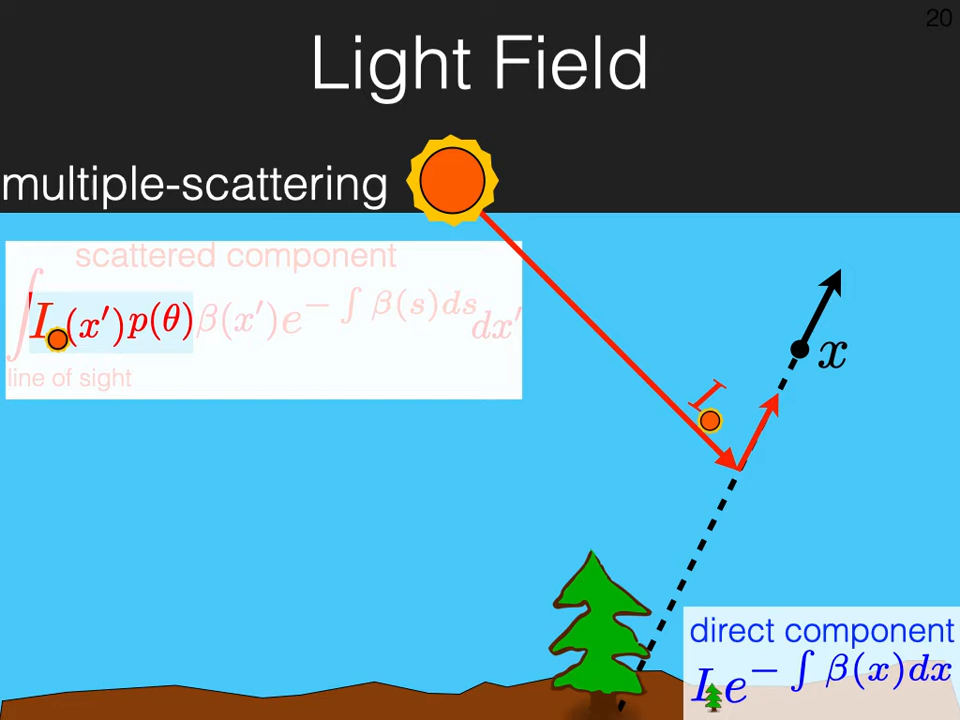 20
Light Field
multiple-scattering
scattered component
∫ I (x′) p(θ) β(x′) e^{− ∫ β(s)ds} dx′
line of sight
x
I
direct component
I e^{− ∫ β(x)dx}